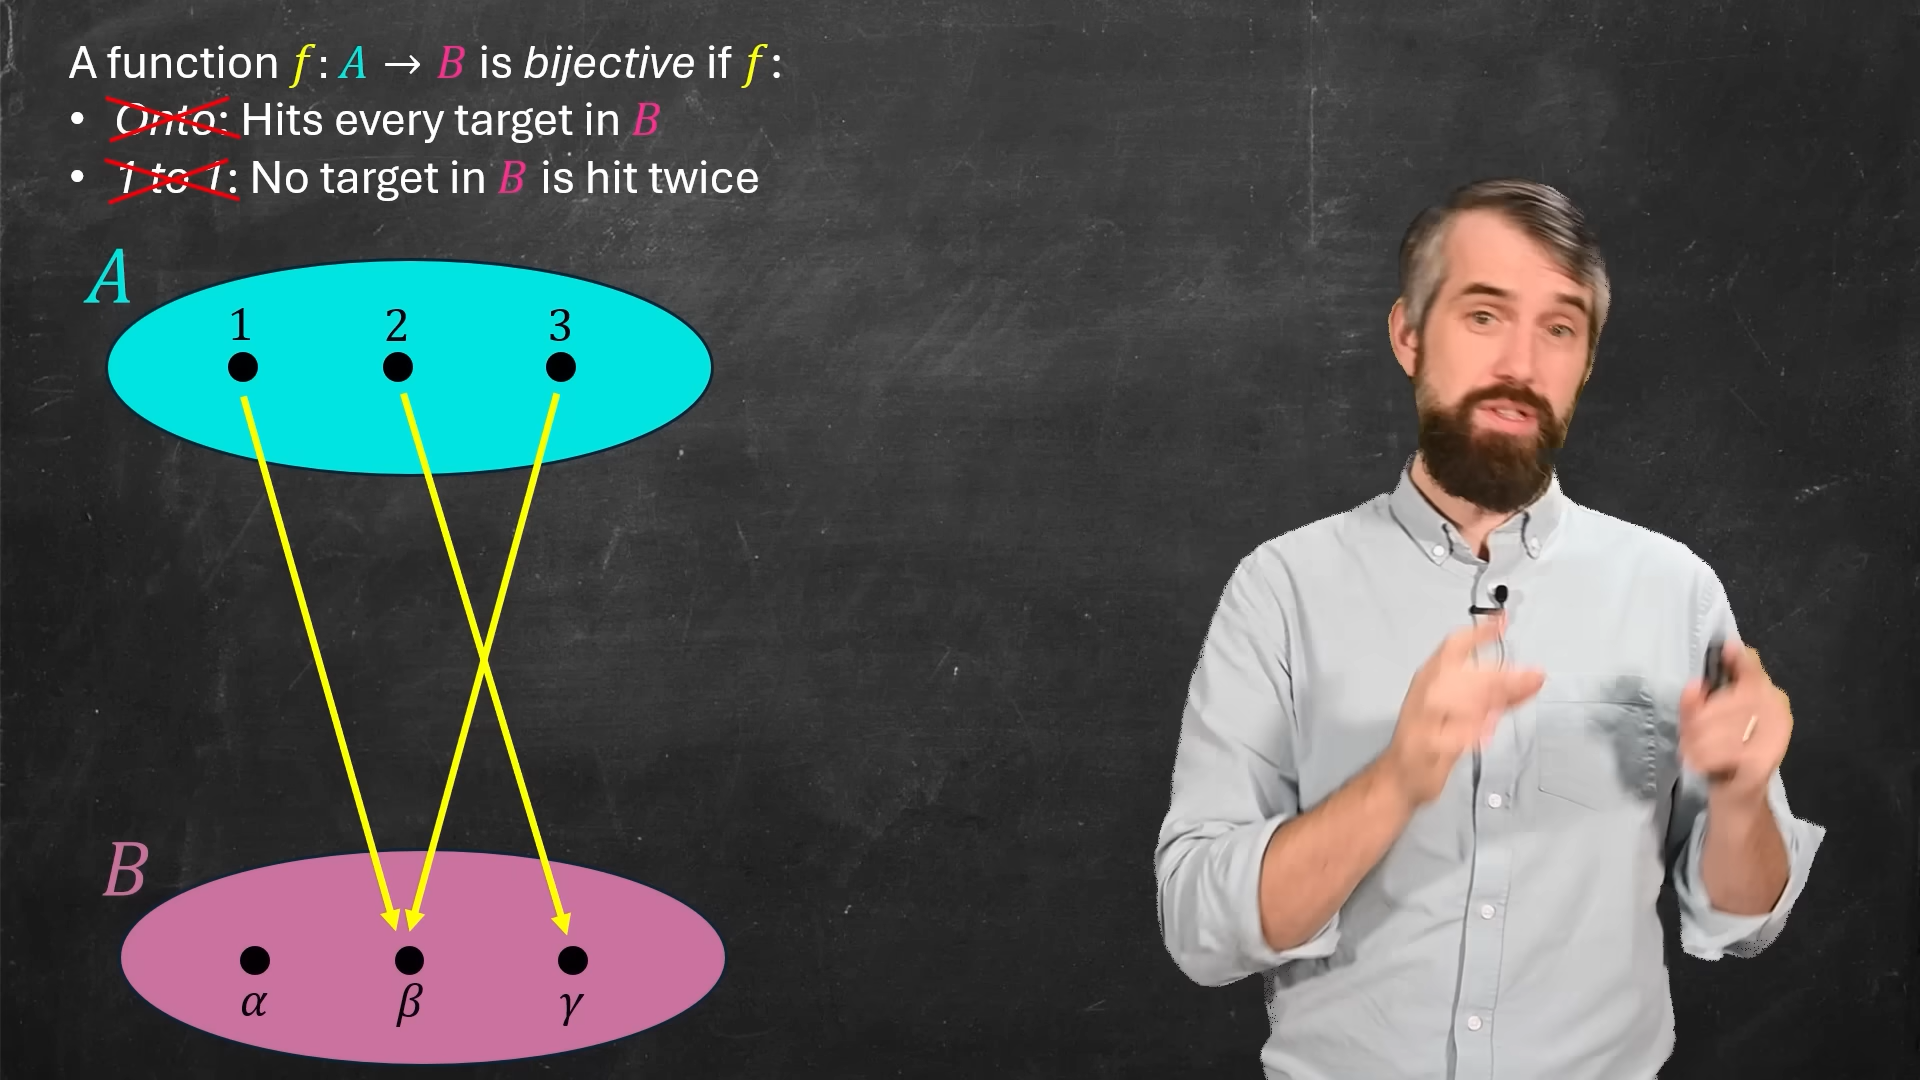 A function f: A → B is bijective if f:
• Onto: Hits every target in B
• 1 to 1: No target in B is hit twice
A
1 2 3
B
α β γ